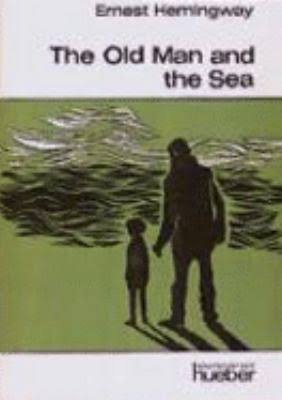 Ernest Hemingway
The Old Man and
the Sea
hueber